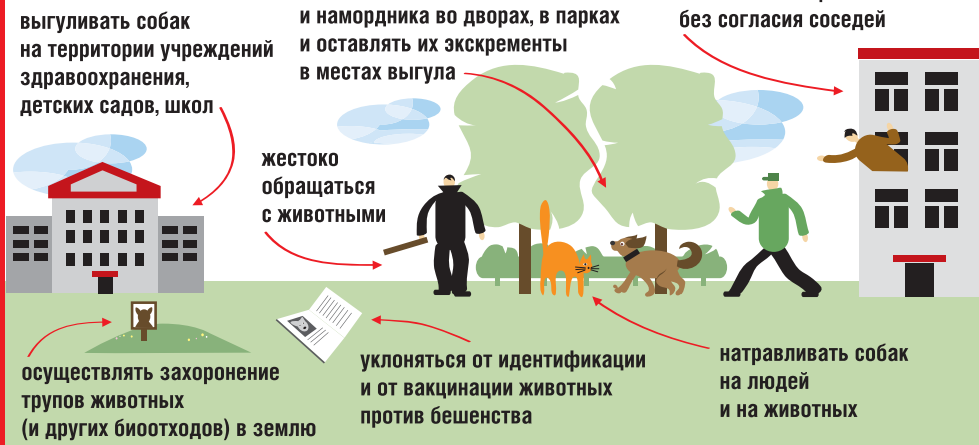 выгуливать собак
на территории учреждений
здравоохранения,
детских садов, школ
и намордника во дворах, в парках
и оставлять их экскременты
в местах выгула
без согласия соседей
жестоко
обращаться
с животными
осуществлять захоронение
трупов животных
(и других биоотходов) в землю
уклоняться от идентификации
и от вакцинации животных
против бешенства
натравливать собак
на людей
и на животных